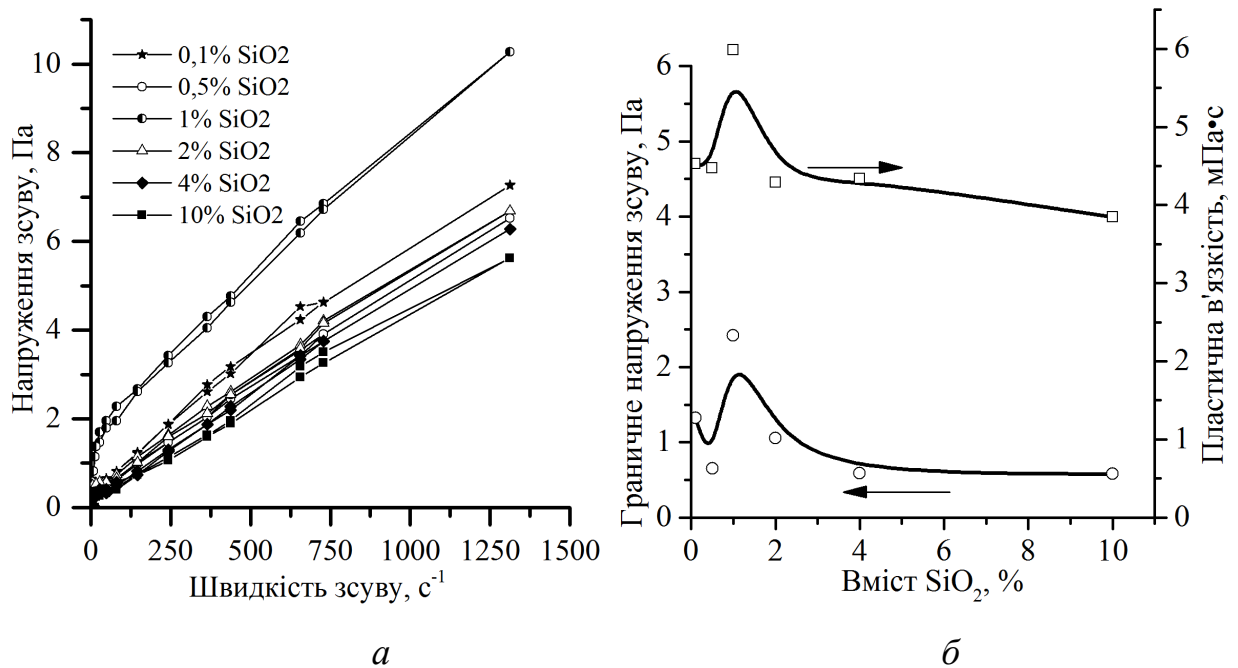 Напруження зсуву, Па
10
8
6
4
2
0
0,1% SiO2
0,5% SiO2
1% SiO2
2% SiO2
4% SiO2
10% SiO2
0 250 500 750 1000 1250 1500
Швидкість зсуву, с-1
а
Граничне напруження зсуву, Па
6
5
4
3
2
1
0
0 2 4 6 8 10
Вміст SiO2, %
6
5
4
3
2
1
0
Пластична в'язкість, мПа•с
б